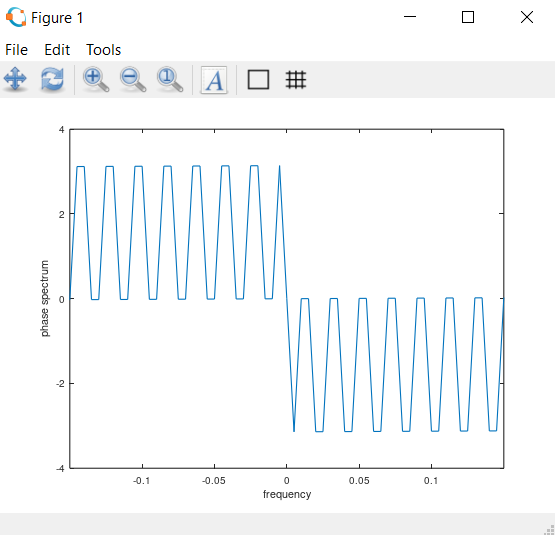 Figure 1
File Edit Tools
A
4
2
0
-2
-4
phase spectrum
-0.1 -0.05 0 0.05 0.1
frequency